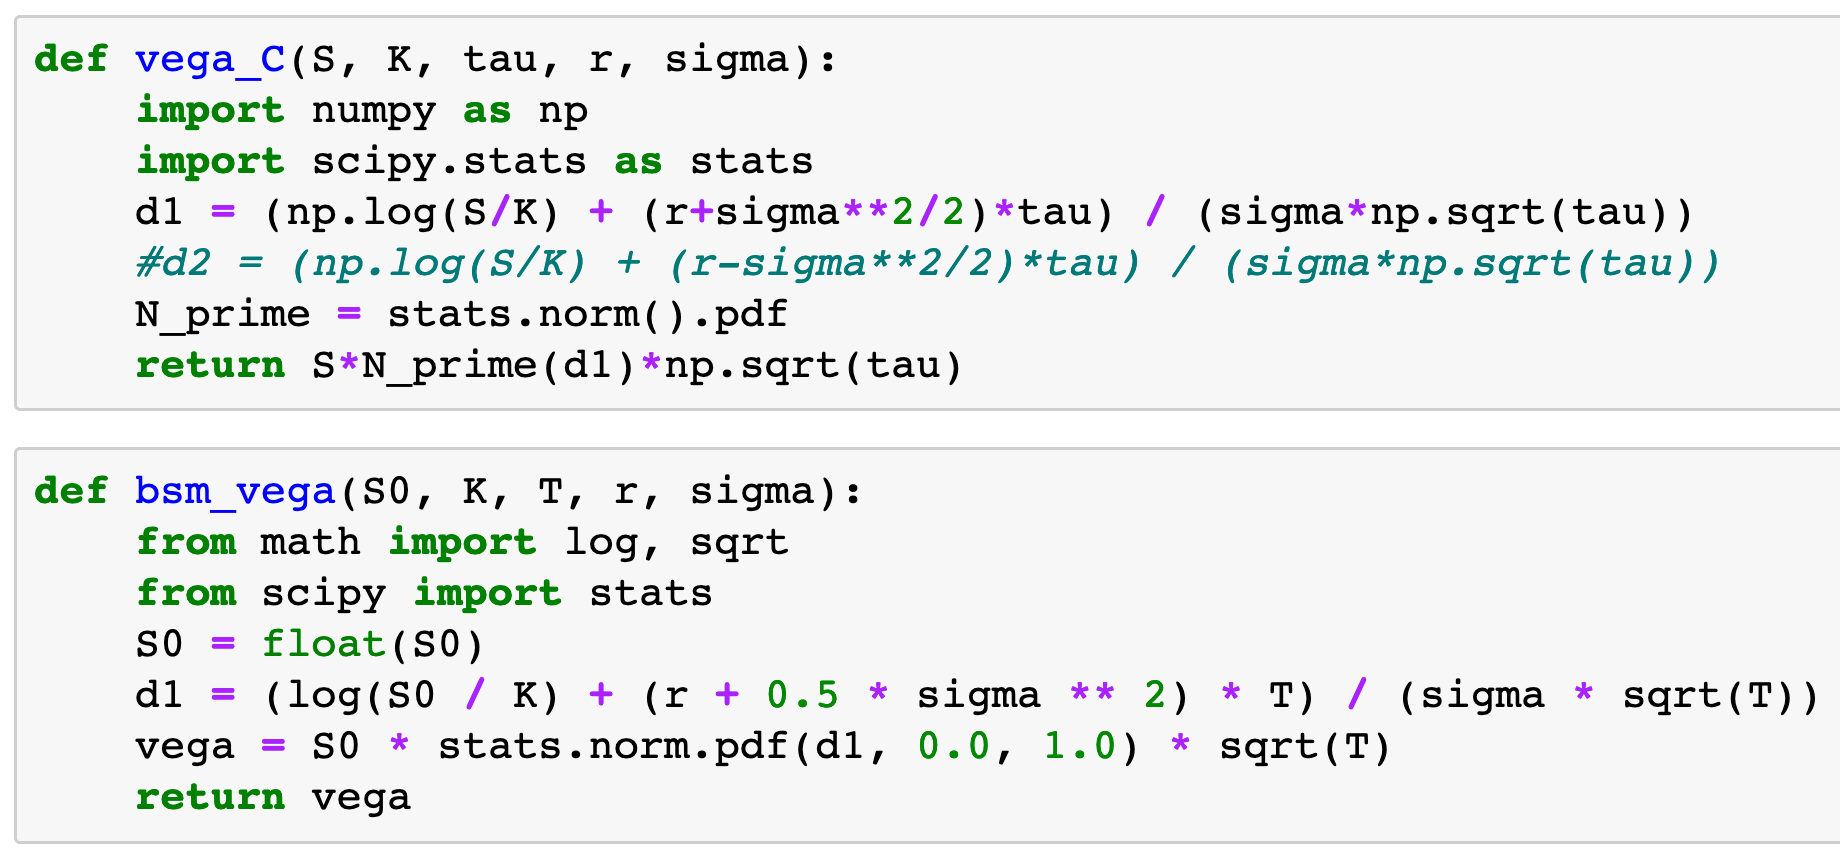 def vega_C(S, K, tau, r, sigma):
    import numpy as np
    import scipy.stats as stats
    d1 = (np.log(S/K) + (r+sigma**2/2)*tau) / (sigma*np.sqrt(tau))
    #d2 = (np.log(S/K) + (r-sigma**2/2)*tau) / (sigma*np.sqrt(tau))
    N_prime = stats.norm().pdf
    return S*N_prime(d1)*np.sqrt(tau)
def bsm_vega(S0, K, T, r, sigma):
    from math import log, sqrt
    from scipy import stats
    S0 = float(S0)
    d1 = (log(S0 / K) + (r + 0.5 * sigma ** 2) * T) / (sigma * sqrt(T))
    vega = S0 * stats.norm.pdf(d1, 0.0, 1.0) * sqrt(T)
    return vega